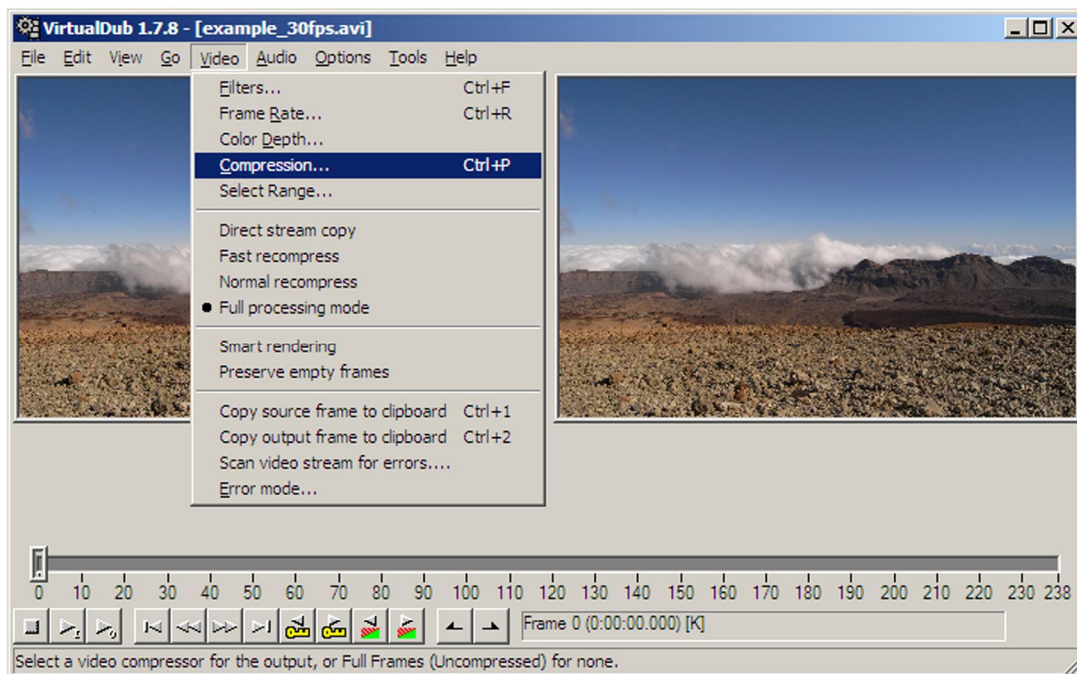 VirtualDub 1.7.8 - [example_30fps.avi]
File Edit View Go Video Audio Options Tools Help
Filters... Ctrl+F
Frame Rate... Ctrl+R
Color Depth...
Compression... Ctrl+P
Select Range...
Direct stream copy
Fast recompress
Normal recompress
Full processing mode
Smart rendering
Preserve empty frames
Copy source frame to clipboard Ctrl+1
Copy output frame to clipboard Ctrl+2
Scan video stream for errors....
Error mode...
0 10 20 30 40 50 60 70 80 90 100 110 120 130 140 150 160 170 180 190 200 210 220 230 238
Frame 0 (0:00:00.000) [K]
Select a video compressor for the output, or Full Frames (Uncompressed) for none.